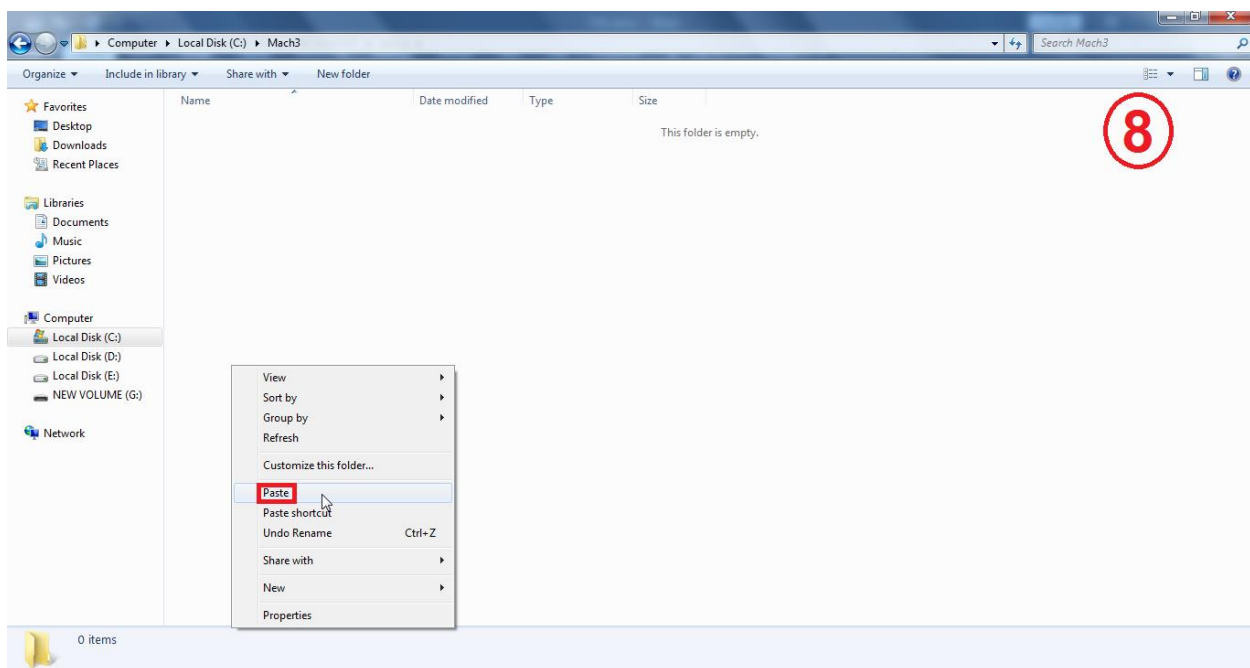 Computer Local Disk (C:) Mach3
Search Mach3
Organize Include in library Share with New folder
Name Date modified Type Size
This folder is empty.
8
Favorites
Desktop
Downloads
Recent Places
Libraries
Documents
Music
Pictures
Videos
Computer
Local Disk (C:)
Local Disk (D:)
Local Disk (E:)
NEW VOLUME (G:)
Network
View
Sort by
Group by
Refresh
Customize this folder...
Paste
Paste shortcut
Undo Rename Ctrl+Z
Share with
New
Properties
0 items